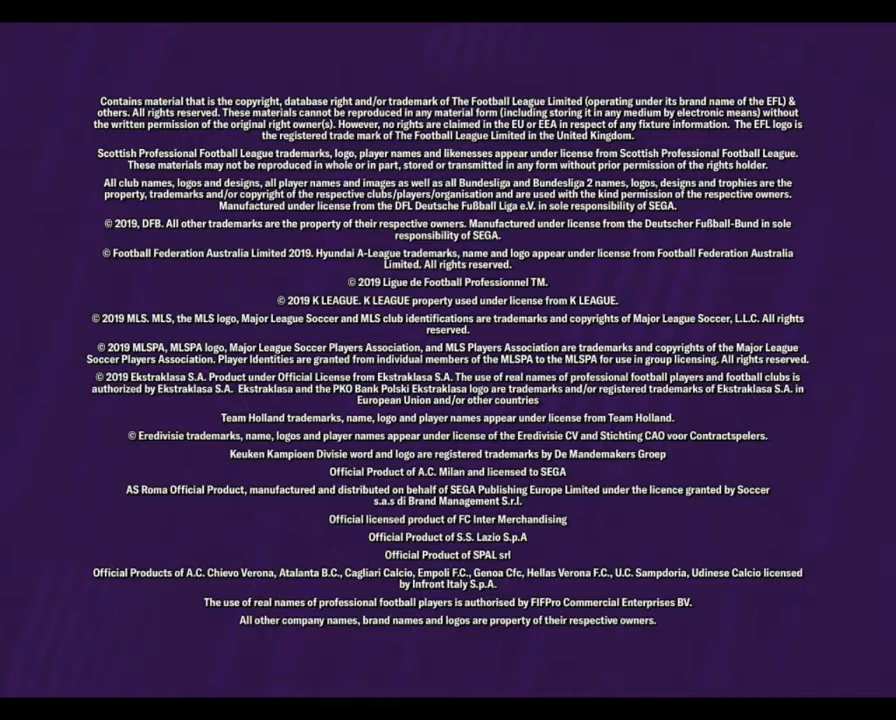 Contains material that is the copyright, database right and/or trademark of The Football League Limited (operating under its brand name of the EFL) &
others. All rights reserved. These materials cannot be reproduced in any material form (including storing it in any medium by electronic means) without
the written permission of the original right owner(s). However, no rights are claimed in the EU or EEA in respect of any fixture information. The EFL logo is
the registered trade mark of The Football League Limited in the United Kingdom.
Scottish Professional Football League trademarks, logo, player names and likenesses appear under license from Scottish Professional Football League.
These materials may not be reproduced in whole or in part, stored or transmitted in any form without prior permission of the rights holder.
All club names, logos and designs, all player names and images as well as all Bundesliga and Bundesliga 2 names, logos, designs and trophies are the
property, trademarks and/or copyright of the respective clubs/players/organisation and are used with the kind permission of the respective owners.
Manufactured under license from the DFL Deutsche Fußball Liga e.V. in sole responsibility of SEGA.
© 2019, DFB. All other trademarks are the property of their respective owners. Manufactured under license from the Deutscher Fußball-Bund in sole
responsibility of SEGA.
© Football Federation Australia Limited 2019. Hyundai A-League trademarks, name and logo appear under license from Football Federation Australia
Limited. All rights reserved.
© 2019 Ligue de Football Professionnel TM.
© 2019 K LEAGUE. K LEAGUE property used under license from K LEAGUE.
© 2019 MLS. MLS, the MLS logo, Major League Soccer and MLS club identifications are trademarks and copyrights of Major League Soccer, L.L.C. All rights
reserved.
© 2019 MLSPA, MLSPA logo, Major League Soccer Players Association, and MLS Players Association are trademarks and copyrights of the Major League
Soccer Players Association. Player Identities are granted from individual members of the MLSPA to the MLSPA for use in group licensing. All rights reserved.
© 2019 Ekstraklasa S.A. Product under Official License from Ekstraklasa S.A. The use of real names of professional football players and football clubs is
authorized by Ekstraklasa S.A. Ekstraklasa and the PKO Bank Polski Ekstraklasa logo are trademarks and/or registered trademarks of Ekstraklasa S.A. in
European Union and/or other countries
Team Holland trademarks, name, logo and player names appear under license from Team Holland.
© Eredivisie trademarks, name, logos and player names appear under license of the Eredivisie CV and Stichting CAO voor Contractspelers.
Keuken Kampioen Divisie word and logo are registered trademarks by De Mandemakers Groep
Official Product of A.C. Milan and licensed to SEGA
AS Roma Official Product, manufactured and distributed on behalf of SEGA Publishing Europe Limited under the licence granted by Soccer
s.a.s di Brand Management S.r.l.
Official licensed product of FC Inter Merchandising
Official Product of S.S. Lazio S.p.A
Official Product of SPAL srl
Official Products of A.C. Chievo Verona, Atalanta B.C., Cagliari Calcio, Empoli F.C., Genoa Cfc, Hellas Verona F.C., U.C. Sampdoria, Udinese Calcio licensed
by Infront Italy S.p.A.
The use of real names of professional football players is authorised by FIFPro Commercial Enterprises BV.
All other company names, brand names and logos are property of their respective owners.